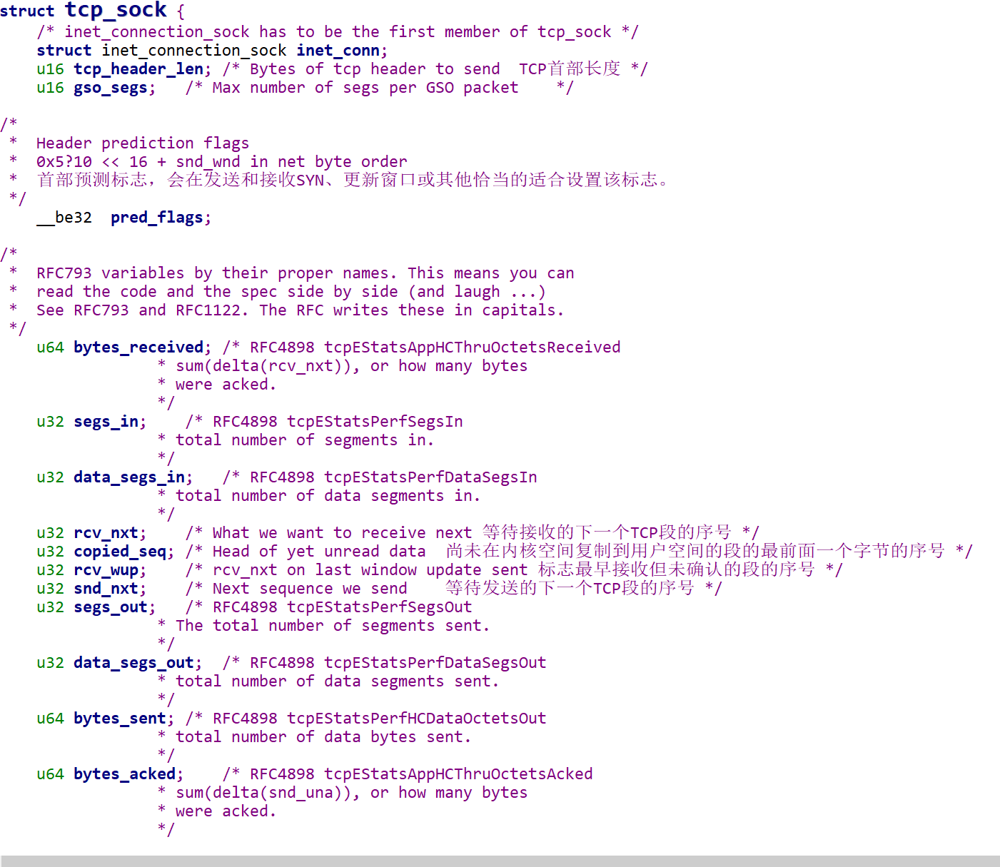 struct tcp_sock {
/* inet_connection_sock has to be the first member of tcp_sock */
struct inet_connection_sock inet_conn;
u16 tcp_header_len; /* Bytes of tcp header to send  TCP首部长度 */
u16 gso_segs;   /* Max number of segs per GSO packet    */
/*
*  Header prediction flags
*  0x5?10 << 16 + snd_wnd in net byte order
*  首部预测标志，会在发送和接收SYN、更新窗口或其他恰当的适合设置该标志。
*/
__be32  pred_flags;
/*
*  RFC793 variables by their proper names. This means you can
*  read the code and the spec side by side (and laugh ...)
*  See RFC793 and RFC1122. The RFC writes these in capitals.
*/
u64 bytes_received; /* RFC4898 tcpEStatsAppHCThruOctetsReceived
* sum(delta(rcv_nxt)), or how many bytes
* were acked.
*/
u32 segs_in;    /* RFC4898 tcpEStatsPerfSegsIn
* total number of segments in.
*/
u32 data_segs_in;   /* RFC4898 tcpEStatsPerfDataSegsIn
* total number of data segments in.
*/
u32 rcv_nxt;    /* What we want to receive next 等待接收的下一个TCP段的序号 */
u32 copied_seq; /* Head of yet unread data  尚未在内核空间复制到用户空间的段的最前面一个字节的序号 */
u32 rcv_wup;    /* rcv_nxt on last window update sent 标志最早接收但未确认的段的序号 */
u32 snd_nxt;    /* Next sequence we send    等待发送的下一个TCP段的序号 */
u32 segs_out;   /* RFC4898 tcpEStatsPerfSegsOut
* The total number of segments sent.
*/
u32 data_segs_out;  /* RFC4898 tcpEStatsPerfDataSegsOut
* total number of data segments sent.
*/
u64 bytes_sent; /* RFC4898 tcpEStatsPerfHCDataOctetsOut
* total number of data bytes sent.
*/
u64 bytes_acked;    /* RFC4898 tcpEStatsAppHCThruOctetsAcked
* sum(delta(snd_una)), or how many bytes
* were acked.
*/